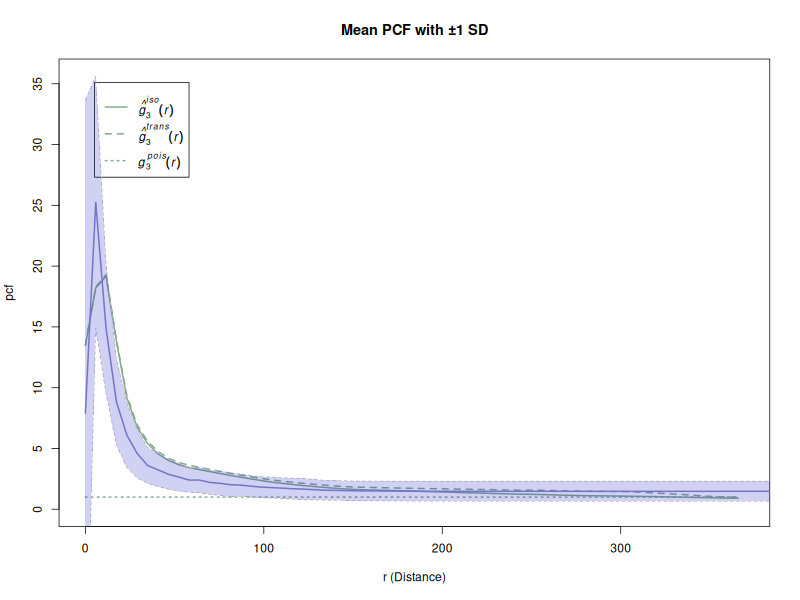 Mean PCF with ±1 SD
ĝ₃ⁱˢᵒ(r)
ĝ₃ᵗʳᵃⁿˢ(r)
g₃ᵖᵒⁱˢ(r)
pcf
35
30
25
20
15
10
5
0
0 100 200 300
r (Distance)